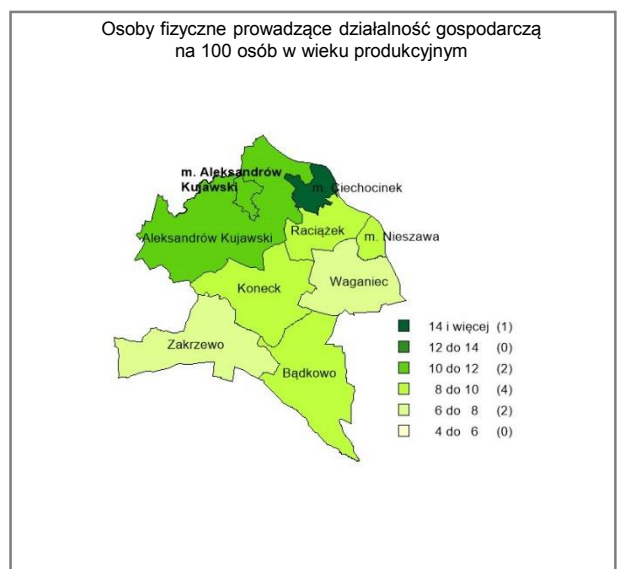 Osoby fizyczne prowadzące działalność gospodarczą
na 100 osób w wieku produkcyjnym
m. Aleksandrów
Kujawski
m. Ciechocinek
Aleksandrów Kujawski
Raciążek
m. Nieszawa
Koneck
Waganiec
Zakrzewo
Bądkowo
14 i więcej (1)
12 do 14 (0)
10 do 12 (2)
8 do 10 (4)
6 do 8 (2)
4 do 6 (0)